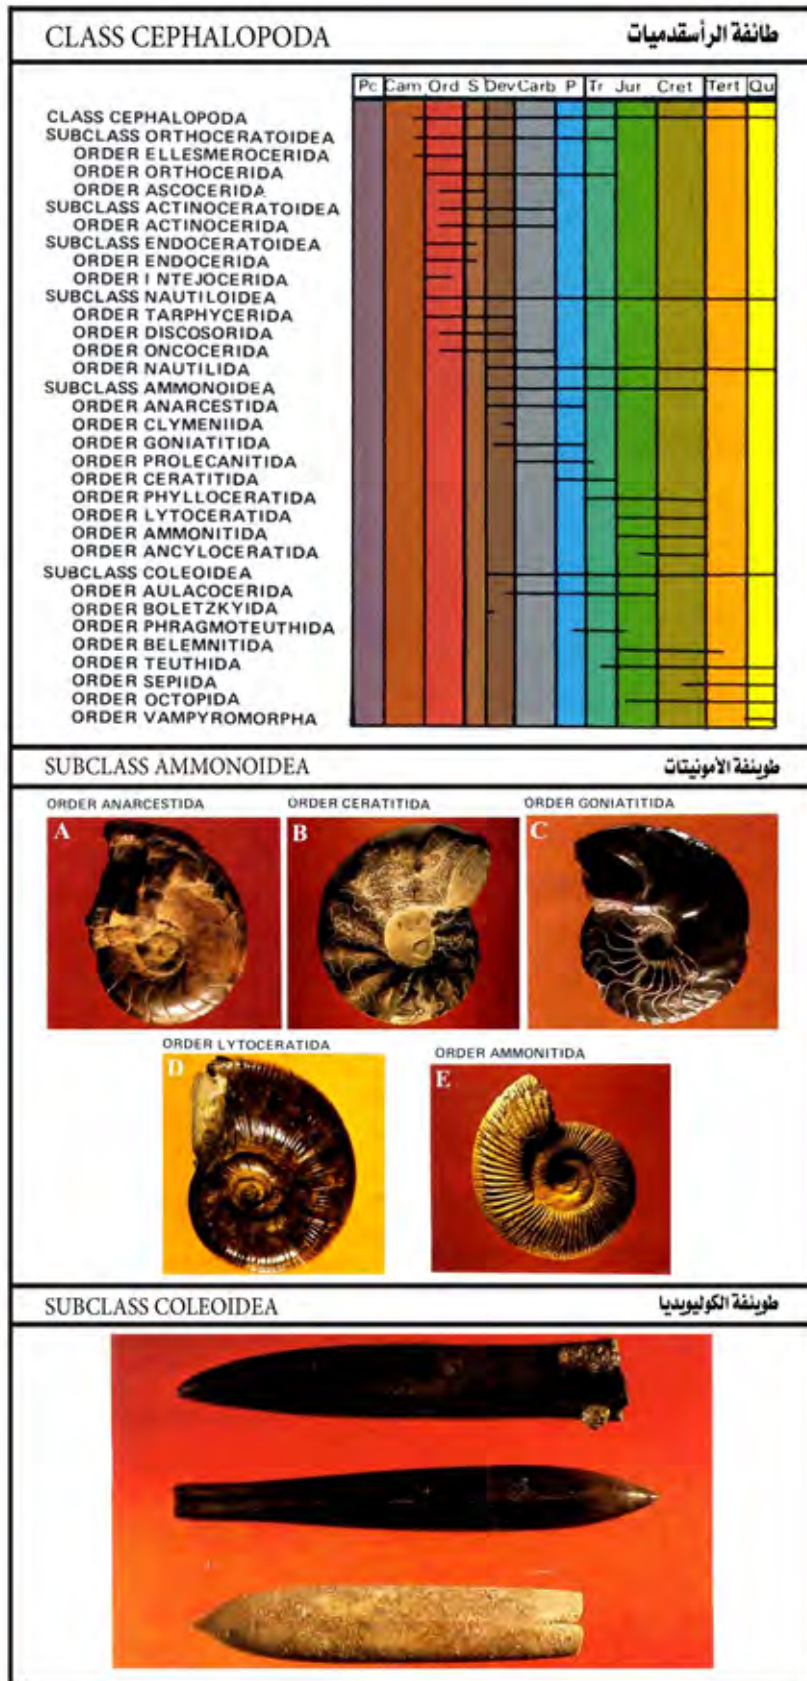 CLASS CEPHALOPODA طائفة الرأسقدميات
Pc Cam Ord S Dev Carb P Tr Jur Cret Tert Qu
CLASS CEPHALOPODA
SUBCLASS ORTHOCERATOIDEA
ORDER ELLESMEROCERIDA
ORDER ORTHOCERIDA
ORDER ASCOCERIDA
SUBCLASS ACTINOCERATOIDEA
ORDER ACTINOCERIDA
SUBCLASS ENDOCERATOIDEA
ORDER ENDOCERIDA
ORDER INTEJOCERIDA
SUBCLASS NAUTILOIDEA
ORDER TARPHYCERIDA
ORDER DISCOSORIDA
ORDER ONCOCERIDA
ORDER NAUTILIDA
SUBCLASS AMMONOIDEA
ORDER ANARCESTIDA
ORDER CLYMENIIDA
ORDER GONIATITIDA
ORDER PROLECANITIDA
ORDER CERATITIDA
ORDER PHYLLOCERATIDA
ORDER LYTOCERATIDA
ORDER AMMONITIDA
ORDER ANCYLOCERATIDA
SUBCLASS COLEOIDEA
ORDER AULACOCERIDA
ORDER BOLETZKYIDA
ORDER PHRAGMOTEUTHIDA
ORDER BELEMNITIDA
ORDER TEUTHIDA
ORDER SEPIIDA
ORDER OCTOPIDA
ORDER VAMPYROMORPHA
SUBCLASS AMMONOIDEA طوينفة الأمونيتات
ORDER ANARCESTIDA ORDER CERATITIDA ORDER GONIATITIDA
A B C
ORDER LYTOCERATIDA ORDER AMMONITIDA
D E
SUBCLASS COLEOIDEA طوينفة الكوليويديا